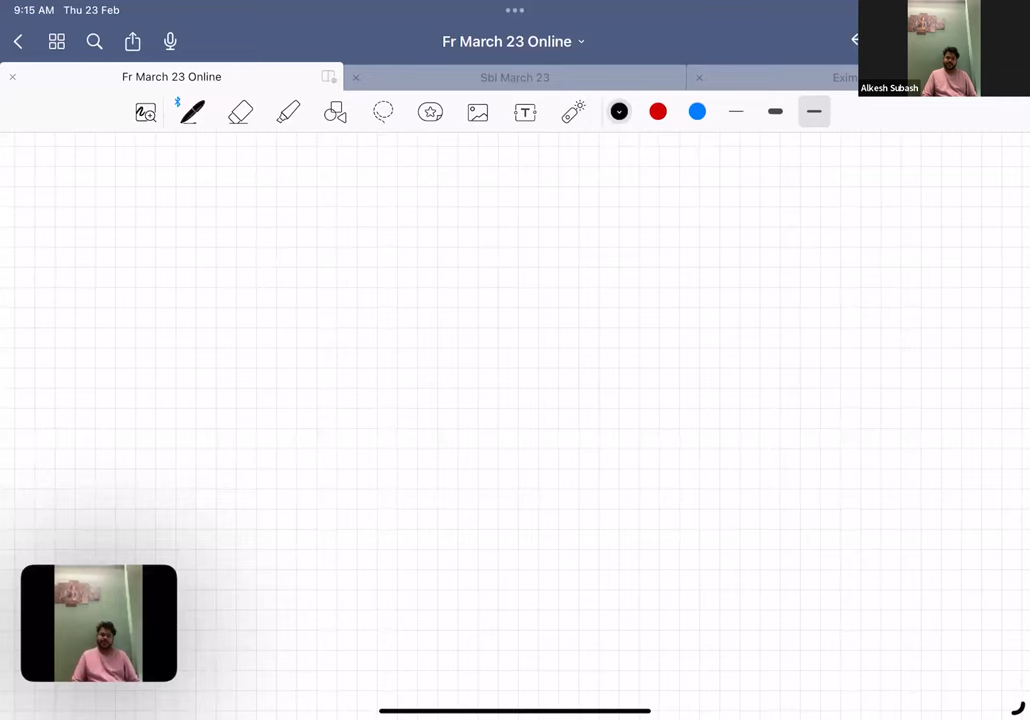 9:15 AM Thu 23 Feb
Fr March 23 Online
Alkesh Subash
Fr March 23 Online
Sbl March 23
Exim
T